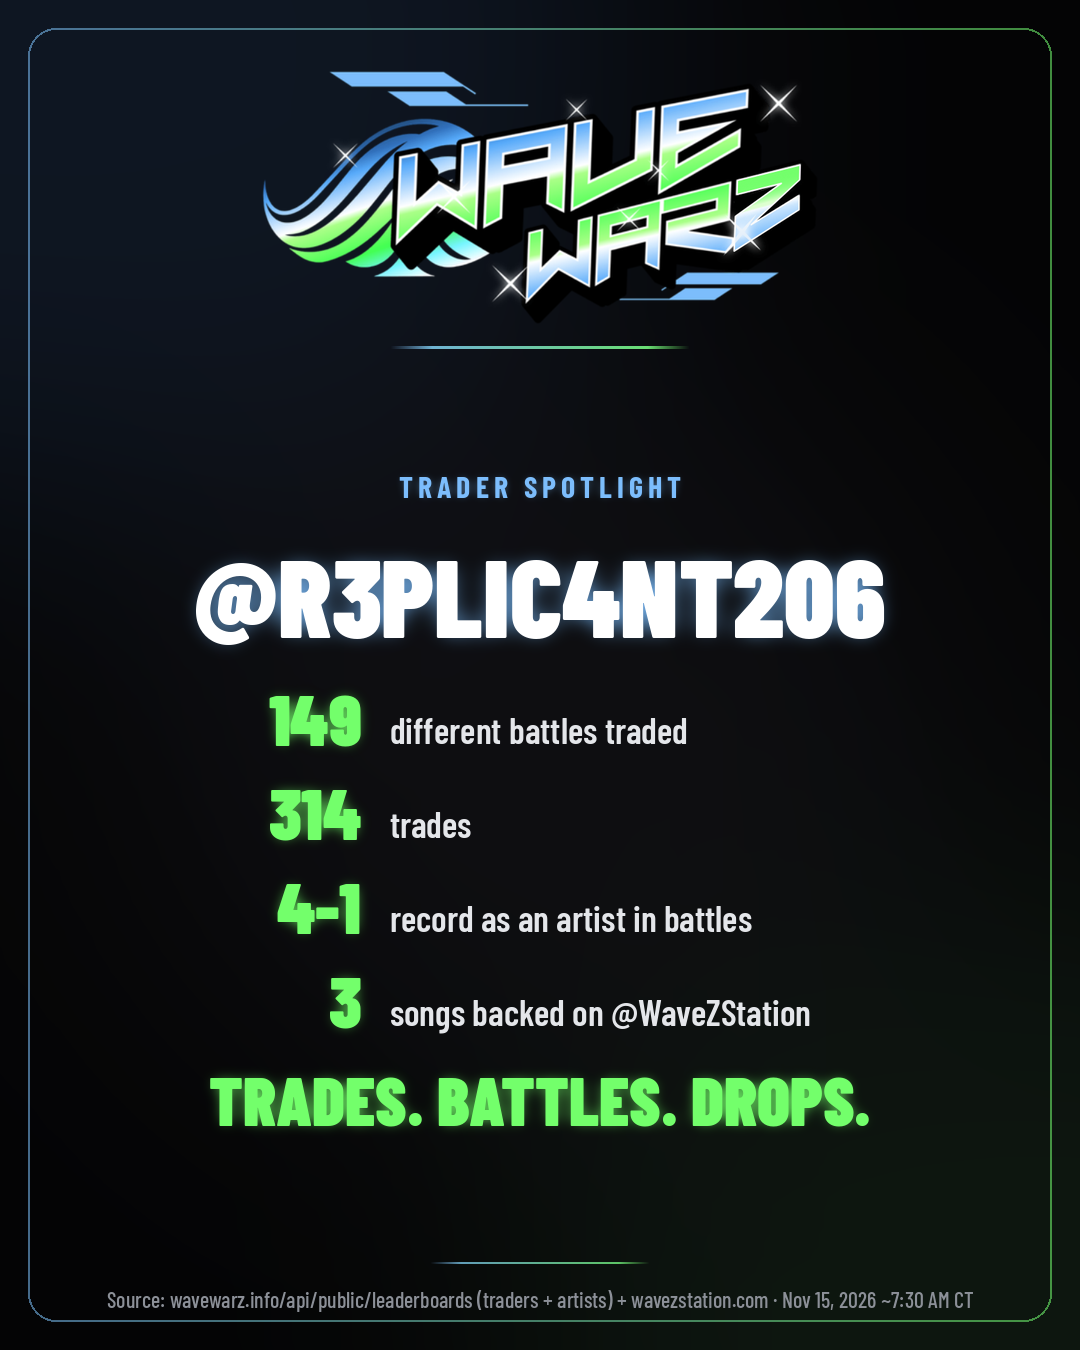 WAVE
WARZ
TRADER SPOTLIGHT
@R3PLIC4NT206
149 different battles traded
314 trades
4-1 record as an artist in battles
3 songs backed on @WaveZStation
TRADES. BATTLES. DROPS.
Source: wavewarz.info/api/public/leaderboards (traders + artists) + wavezstation.com · Nov 15, 2026 ~7:30 AM CT